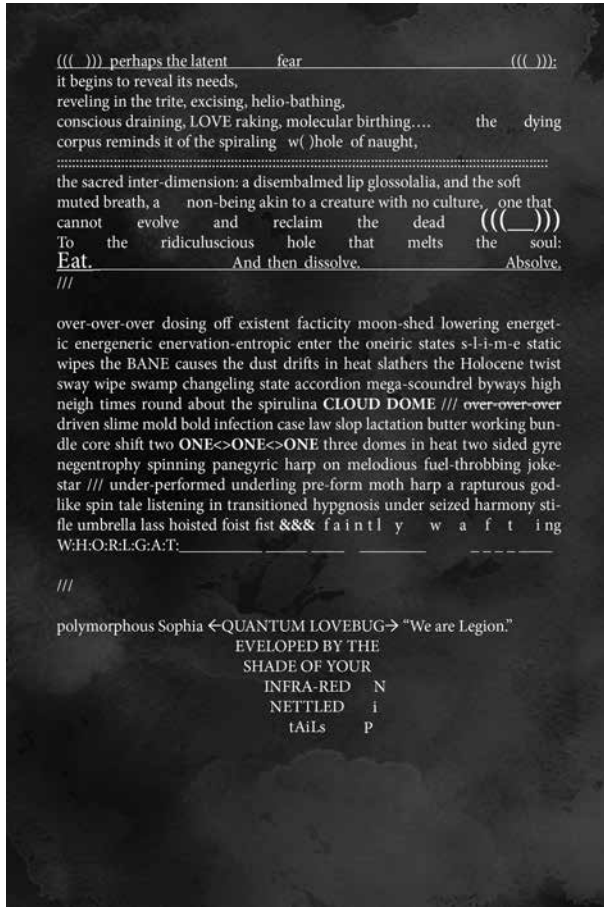 (((   )))  perhaps the latent          fear                                        (((  ))):
it begins to reveal its needs,
reveling in the trite, excising, helio-bathing,
conscious draining, LOVE raking, molecular birthing….          the     dying
corpus reminds it of the spiraling   w( )hole  of naught,
::::::::::::::::::::::::::::::::::::::::::::::::::::::::::::::::::::::::::::::::::::::::::::::::::::::::::::::
the sacred inter-dimension: a disembalmed lip glossolalia, and the soft
muted breath, a      non-being akin to a creature with no culture,   one that
cannot      evolve      and      reclaim      the      dead      (((__)))
To     the     ridiculuscious     hole     that     melts     the     soul:
Eat.                              And then dissolve.                              Absolve.
///
over-over-over dosing off existent facticity moon-shed lowering energet-
ic energeneric enervation-entropic enter the oneiric states s-l-i-m-e static
wipes the BANE causes the dust drifts in heat slathers the Holocene twist
sway wipe swamp changeling state accordion mega-scoundrel byways high
neigh times round about the spirulina CLOUD DOME /// over-over-over
driven slime mold bold infection case law slop lactation butter working bun-
dle core shift two ONE<>ONE<>ONE three domes in heat two sided gyre
negentrophy spinning panegyric harp on melodious fuel-throbbing joke-
star /// under-performed underling pre-form moth harp a rapturous god-
like spin tale listening in transitioned hypgnosis under seized harmony sti-
fle umbrella lass hoisted foist fist &&& f a i n t l  y     w    a    f    t    ing
W:H:O:R:L:G:A:T:___________________ _____  __________       _ _ _ _ _____
///
polymorphous Sophia ←QUANTUM LOVEBUG→ “We are Legion.”
EVELOPED BY THE
SHADE OF YOUR
INFRA-RED    N
NETTLED     i
tAiLs       P